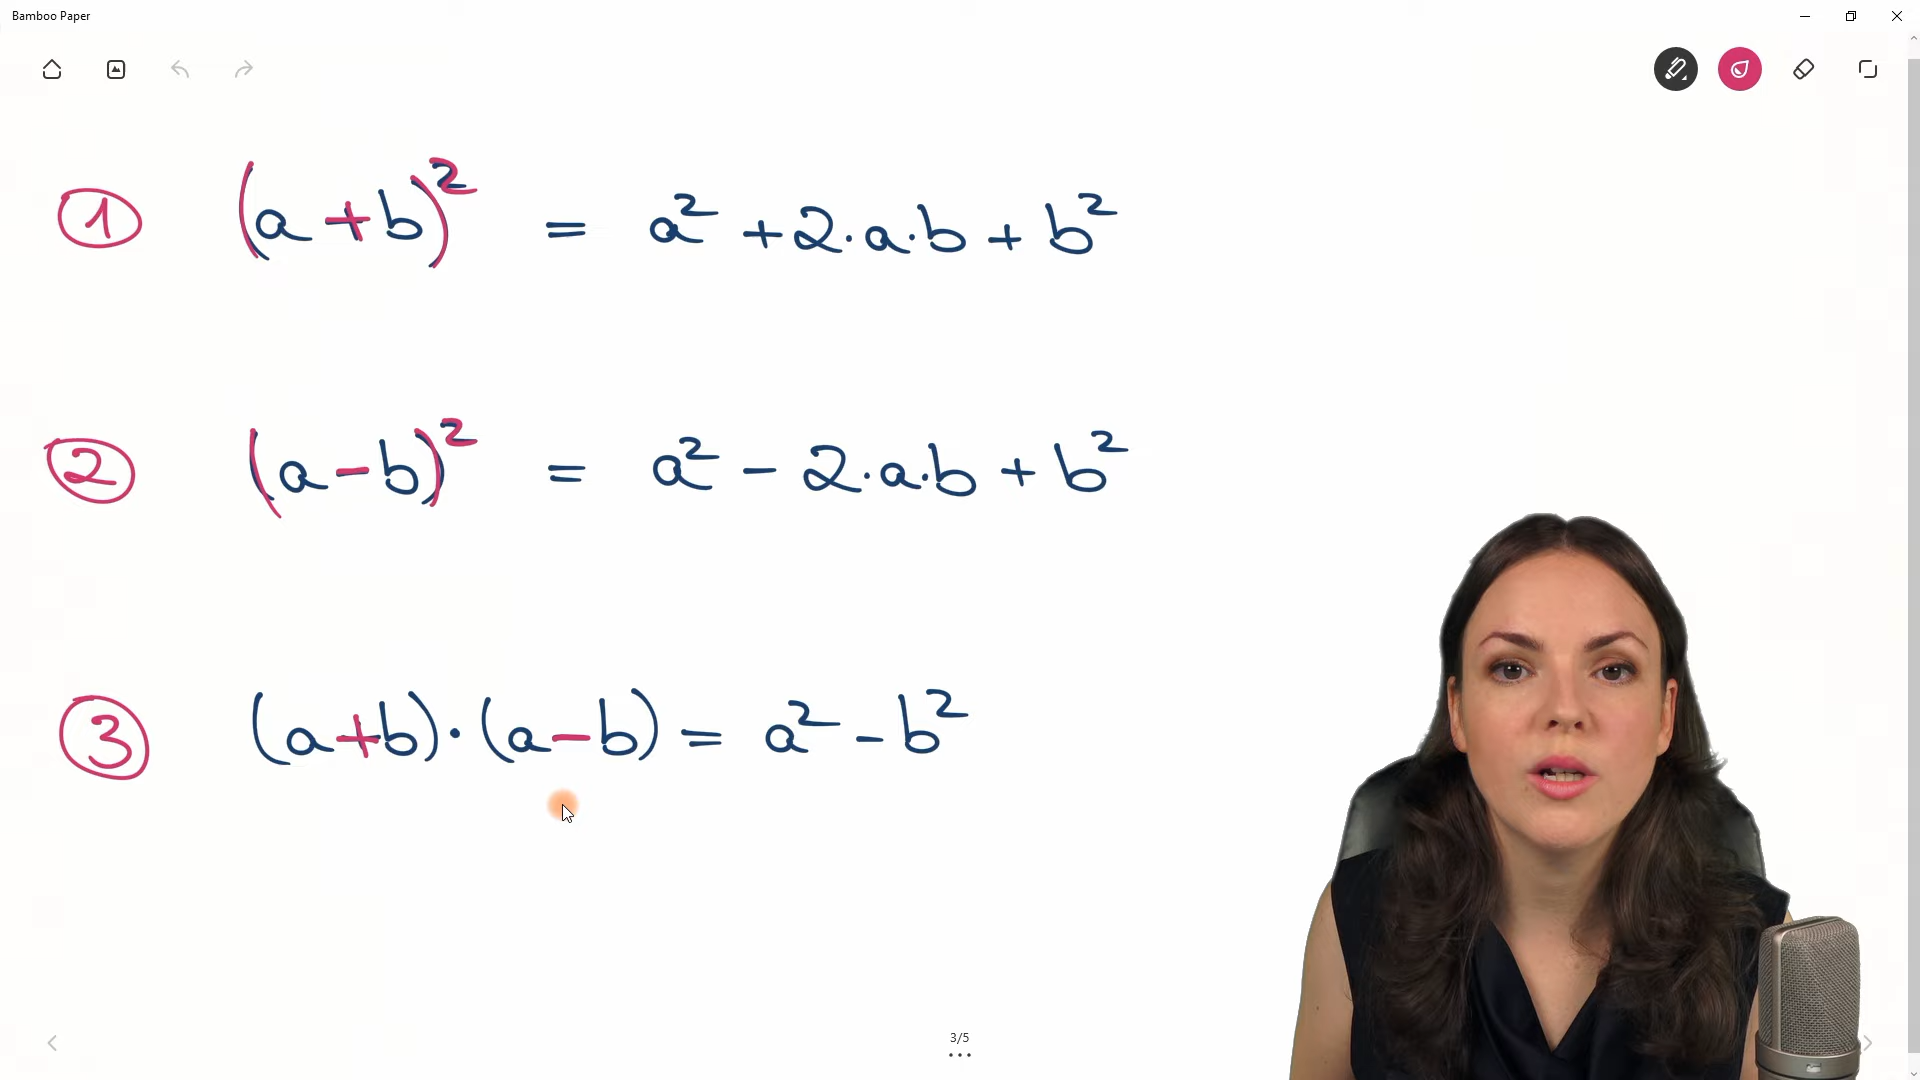 Bamboo Paper
① (a + b)² = a² + 2·a·b + b²
② (a − b)² = a² − 2·a·b + b²
③ (a + b)·(a − b) = a² − b²
3/5